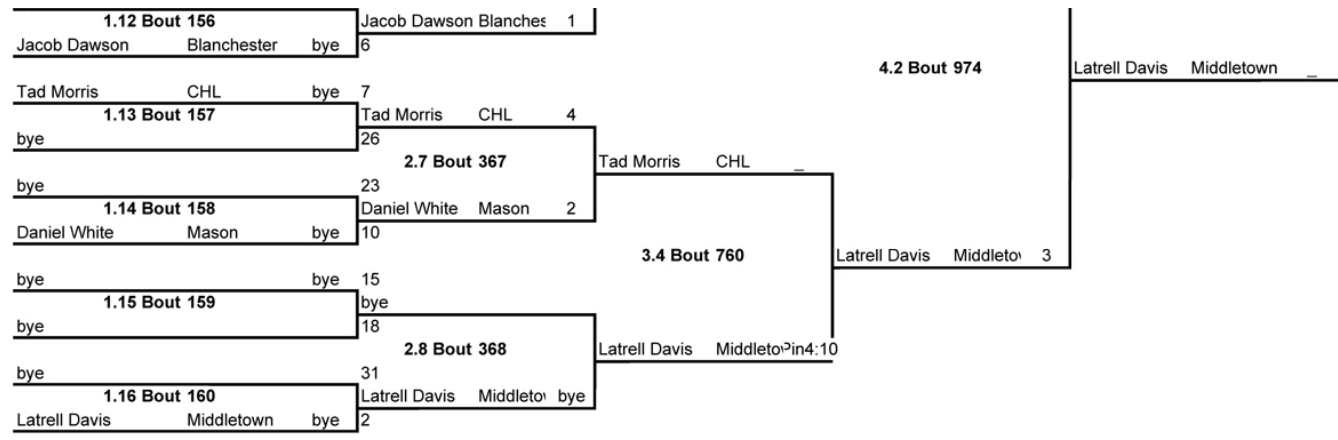 1.12 Bout 156
Jacob Dawson Blanches 1
Jacob Dawson Blanchester bye 6
4.2 Bout 974
Latrell Davis Middletown _
Tad Morris CHL bye 7
1.13 Bout 157
Tad Morris CHL 4
bye 26
2.7 Bout 367
Tad Morris CHL _
bye 23
1.14 Bout 158
Daniel White Mason 2
Daniel White Mason bye 10
3.4 Bout 760
Latrell Davis Middleto 3
bye bye 15
1.15 Bout 159
bye
bye 18
2.8 Bout 368
Latrell Davis Middleto Pin4:10
bye 31
1.16 Bout 160
Latrell Davis Middleto bye
Latrell Davis Middletown bye 2